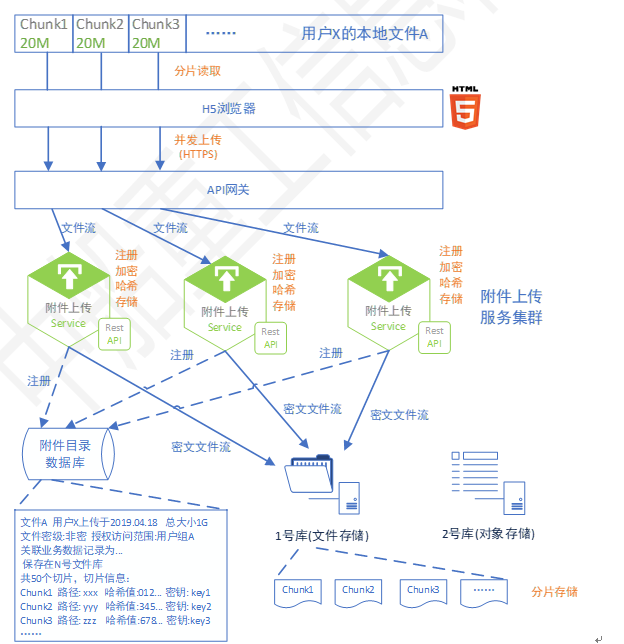 Chunk1 Chunk2 Chunk3
20M 20M 20M
…… 用户X的本地文件A
分片读取
H5浏览器
HTML
5
并发上传
(HTTPS)
API网关
文件流 文件流 文件流
注册
加密
哈希
存储
附件上传
Service
Rest
API
注册
加密
哈希
存储
附件上传
Service
Rest
API
注册
加密
哈希
存储
附件上传
Service
Rest
API
附件上传
服务集群
注册 注册 注册
密文文件流 密文文件流 密文文件流
附件目录
数据库
1号库(文件存储)
2号库(对象存储)
文件A 用户X上传于2019.04.18 总大小1G
文件密级:非密 授权访问范围:用户组A
关联业务数据记录为...
保存在N号文件库
共50个切片，切片信息：
Chunk1 路径: xxx 哈希值:012... 密钥: key1
Chunk2 路径: yyy 哈希值:345... 密钥: key2
Chunk3 路径: zzz 哈希值:678... 密钥:key3
……
Chunk1 Chunk2 Chunk3 ……
分片存储